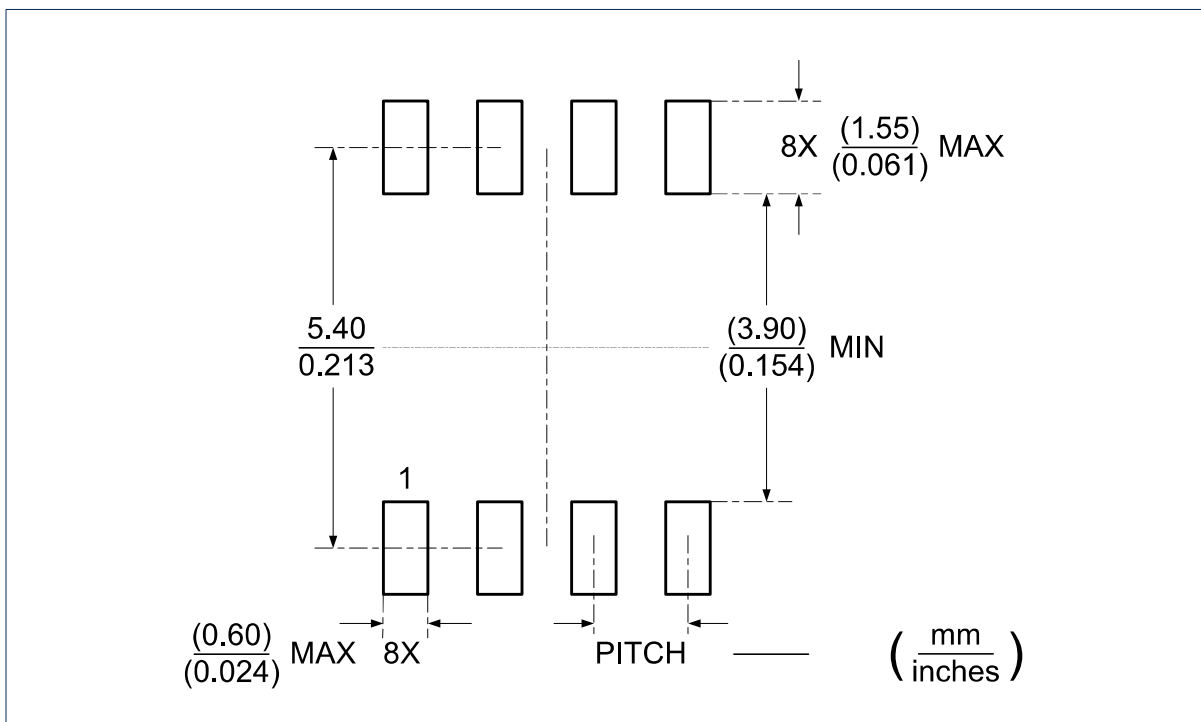 (1.55)
8X MAX
(0.061)
5.40
0.213
(3.90)
MIN
(0.154)
1
(0.60)
MAX 8X
(0.024)
PITCH
(mm
inches)